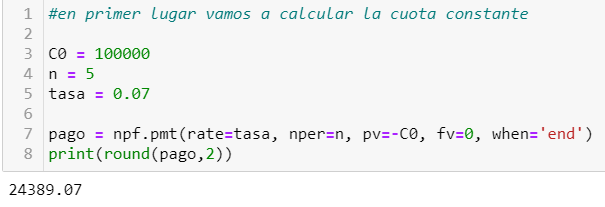 1 #en primer lugar vamos a calcular la cuota constante
2
3 C0 = 100000
4 n = 5
5 tasa = 0.07
6
7 pago = npf.pmt(rate=tasa, nper=n, pv=-C0, fv=0, when='end')
8 print(round(pago,2))
24389.07